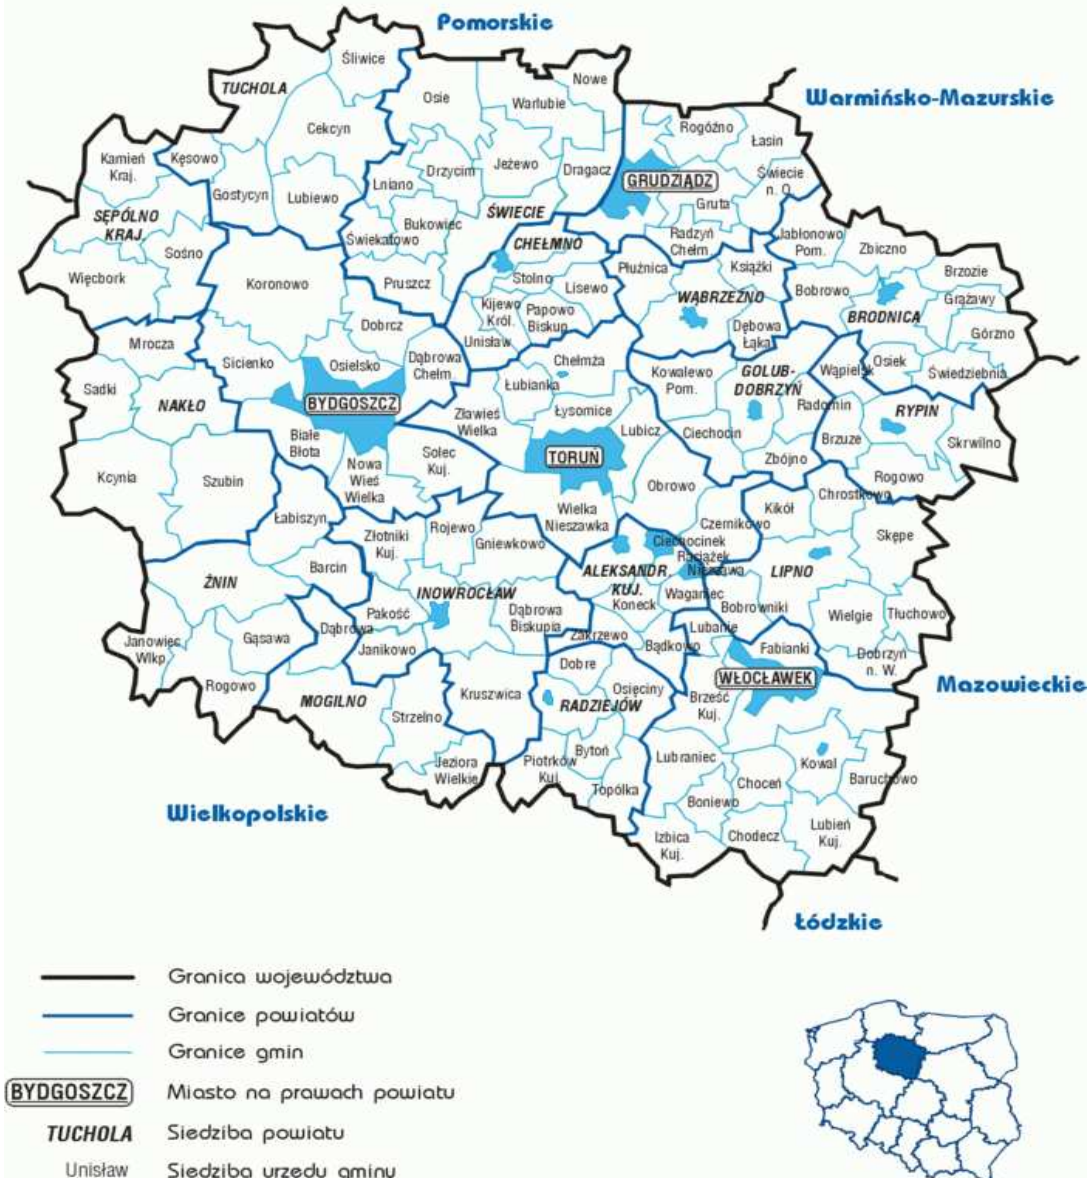 Pomorskie
Śliwice
TUCHOLA
Nowe
Osie
Warlubie
Warmińsko-Mazurskie
Cekcyn
Rogóźno
Łasin
Kamień
Kraj.
Kęsowo
Drzycim
Jeżewo
Dragacz
GRUDZIĄDZ
Świecie
n. O.
Gostycyn
Lubiewo
Lniano
Gruta
SĘPÓLNO
KRAJ.
ŚWIECIE
Bukowiec
Świekatowo
CHEŁMNO
Radzyń
Chełm.
Jabłonowo
Pom.
Zbiczno
Sośno
Więcbork
Koronowo
Pruszcz
Stolno
Lisewo
Płużnica
Książki
Bobrowo
Brzozie
Grążawy
WĄBRZEŹNO
BRODNICA
Kijewo
Król.
Papowo
Biskup.
Dobrcz
Dębowa
Łąka
Górzno
Mrocza
Unisław
Sicienko
Osielsko
Dąbrowa
Chełm.
Chełmża
Kowalewo
Pom.
GOLUB-
DOBRZYŃ
Wąpielsk
Osiek
Świedziebnia
Sadki
NAKŁO
BYDGOSZCZ
Łubianka
Radomin
RYPIN
Zławieś
Wielka
Łysomice
Lubicz
Ciechocin
Brzuze
Skrwilno
Białe
Błota
Solec
Kuj.
TORUŃ
Zbójno
Kcynia
Szubin
Nowa
Wieś
Wielka
Obrowo
Rogowo
Chrostkowo
Kikół
Łabiszyn
Wielka
Nieszawka
Złotniki
Kuj.
Rojewo
Gniewkowo
Czernikowo
Skępe
Ciechocinek
Raciążek
Nieszawa
Barcin
ŻNIN
INOWROCŁAW
ALEKSANDR.
KUJ.
LIPNO
Koneck
Waganiec
Bobrowniki
Wielgie
Tłuchowo
Pakość
Dąbrowa
Biskupia
Dąbrowa
Janowiec
Wlkp
Gąsawa
Janikowo
Zakrzewo
Bądkowo
Lubanie
Fabianki
Dobrzyń
n. W.
Dobre
WŁOCŁAWEK
Mazowieckie
Rogowo
MOGILNO
Kruszwica
Osięciny
RADZIEJÓW
Brześć
Kuj.
Strzelno
Bytoń
Piotrków
Kuj.
Lubraniec
Kowal
Jeziora
Wielkie
Topólka
Choceń
Baruchowo
Boniewo
Wielkopolskie
Izbica
Kuj.
Chodecz
Lubień
Kuj.
Łódzkie
Granica województwa
Granice powiatów
Granice gmin
BYDGOSZCZ Miasto na prawach powiatu
TUCHOLA Siedziba powiatu
Unisław Siedziba urzędu gminy